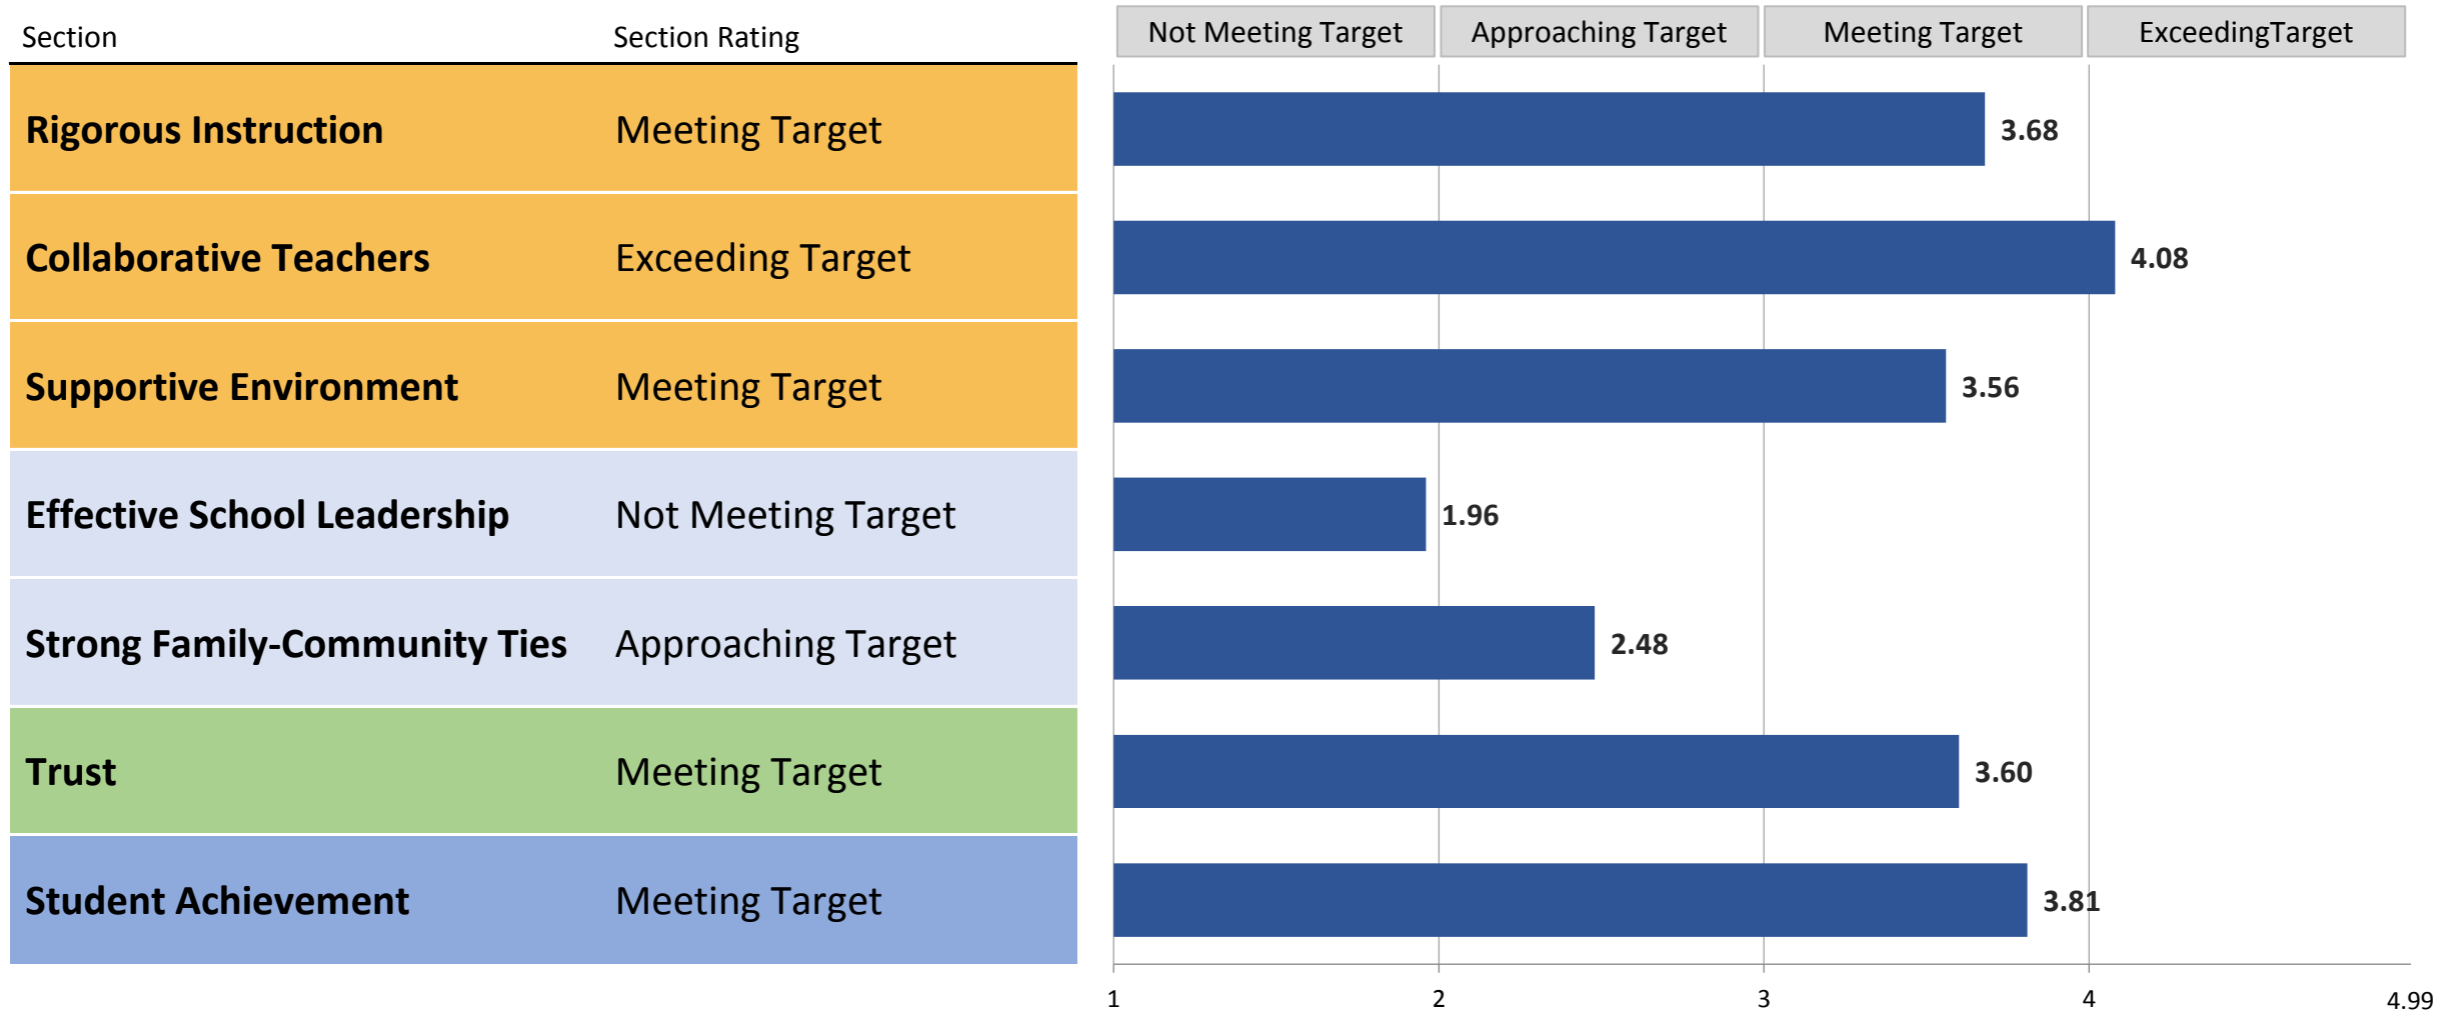 Section Section Rating Not Meeting Target Approaching Target Meeting Target ExceedingTarget
Rigorous Instruction Meeting Target 3.68
Collaborative Teachers Exceeding Target 4.08
Supportive Environment Meeting Target 3.56
Effective School Leadership Not Meeting Target 1.96
Strong Family-Community Ties Approaching Target 2.48
Trust Meeting Target 3.60
Student Achievement Meeting Target 3.81
1 2 3 4 4.99